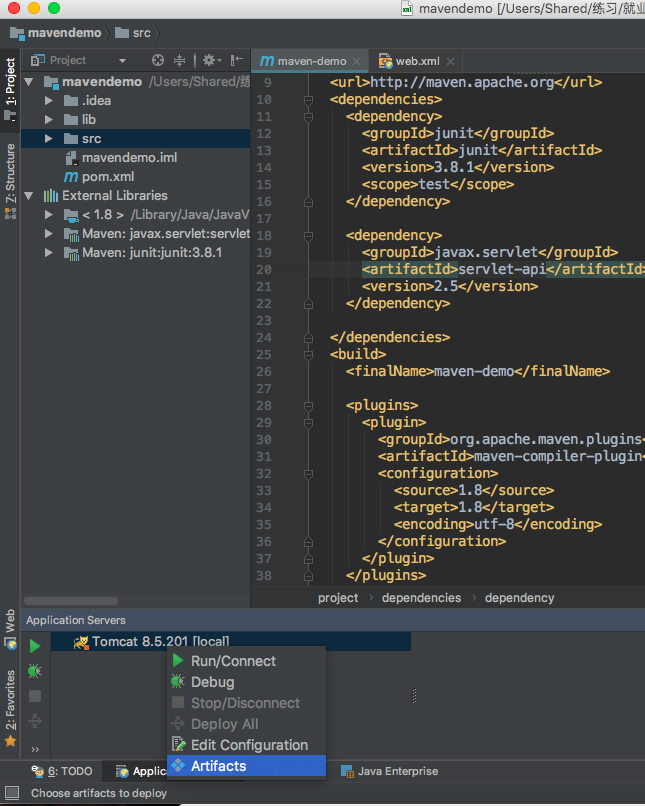 mavendemo [/Users/Shared/练习/就业
mavendemo
src
Project
maven-demo
web.xml
1: Project
Z: Structure
Web
2: Favorites
mavendemo /Users/Shared/
.idea
lib
src
mavendemo.iml
pom.xml
External Libraries
< 1.8 > /Library/Java/JavaV
Maven: javax.servlet:servlet
Maven: junit:junit:3.8.1
9 <url>http://maven.apache.org</url>
10 <dependencies>
11 <dependency>
12 <groupId>junit</groupId>
13 <artifactId>junit</artifactId>
14 <version>3.8.1</version>
15 <scope>test</scope>
16 </dependency>
17
18 <dependency>
19 <groupId>javax.servlet</groupId>
20 <artifactId>servlet-api</artifactId>
21 <version>2.5</version>
22 </dependency>
23
24 </dependencies>
25 <build>
26 <finalName>maven-demo</finalName>
27
28 <plugins>
29 <plugin>
30 <groupId>org.apache.maven.plugins<
31 <artifactId>maven-compiler-plugin<
32 <configuration>
33 <source>1.8</source>
34 <target>1.8</target>
35 <encoding>utf-8</encoding>
36 </configuration>
37 </plugin>
38 </plugins>
project > dependencies > dependency
Application Servers
Tomcat 8.5.201 [local]
Run/Connect
Debug
Stop/Disconnect
Deploy All
Edit Configuration
Artifacts
6: TODO
Applic
Java Enterprise
Choose artifacts to deploy